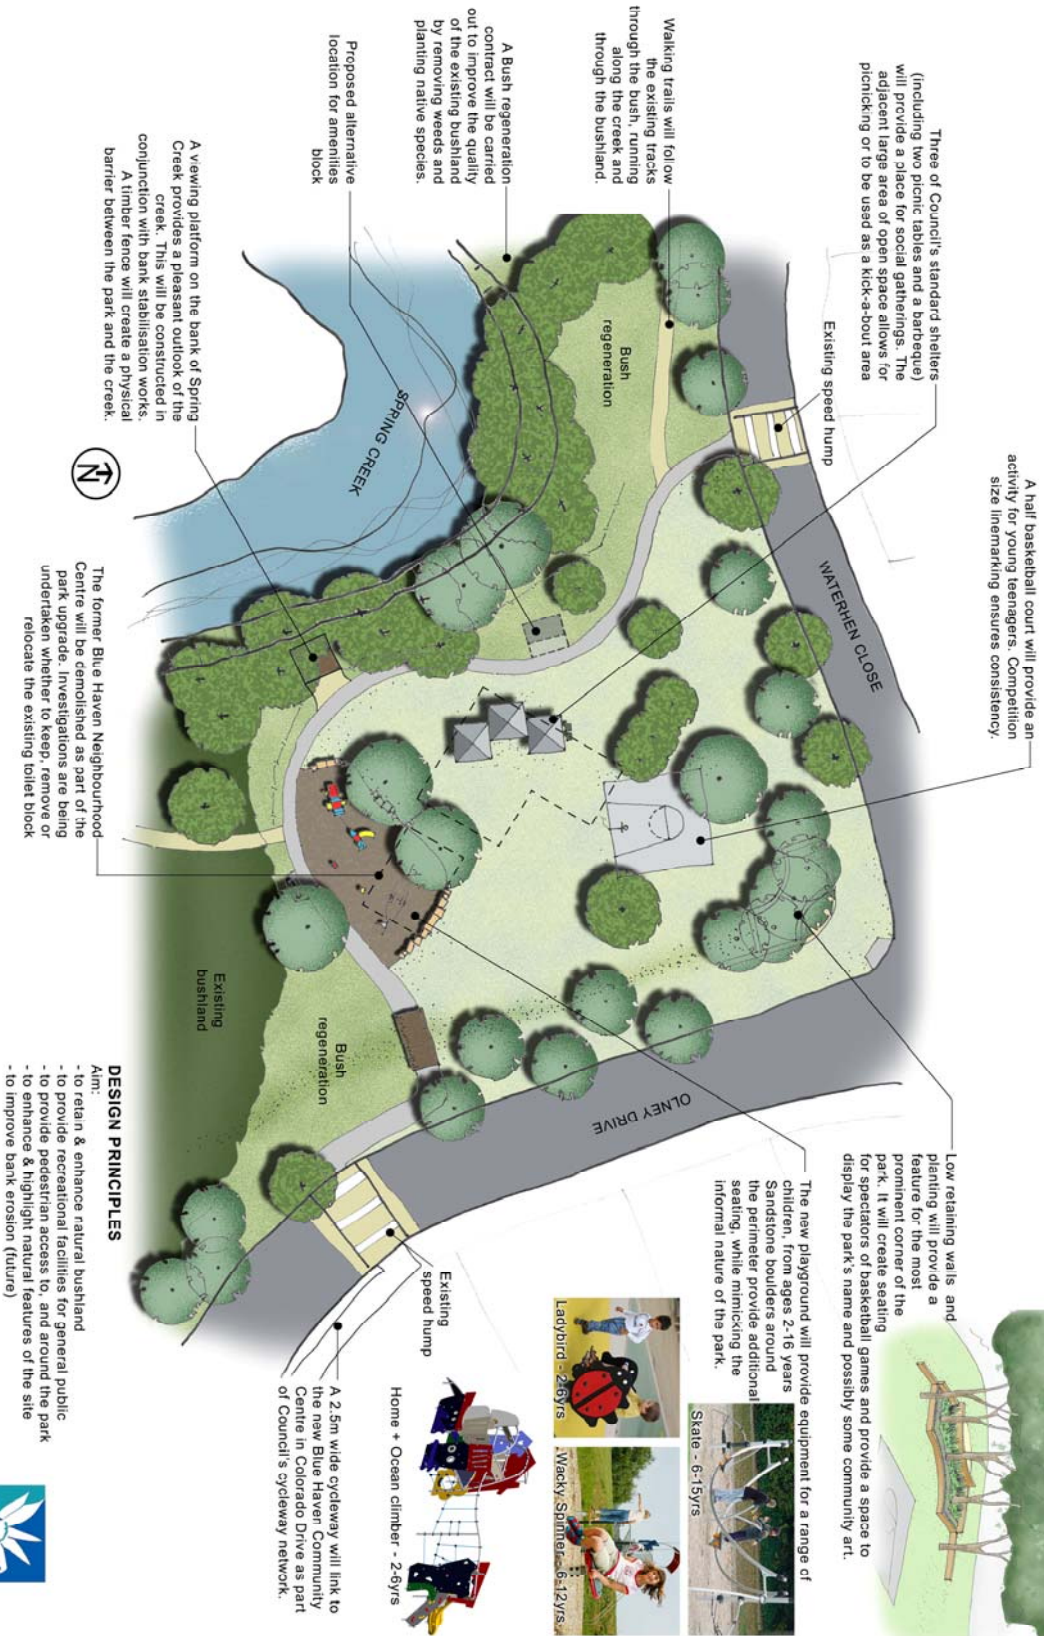 Three of Council's standard shelters
(including two picnic tables and a barbeque)
will provide a place for social gatherings. The
adjacent large area of open space allows for
picnicking or to be used as a kick-a-bout area
Existing speed hump
A half basketball court will provide an
activity for young teenagers. Competition
size linemarking ensures consistency.
Low retaining walls and
planting will provide a
feature for the most
prominent corner of the
park. It will create seating
for spectators of basketball games and provide a space to
display the park's name and possibly some community art.
Walking trails will follow
the existing tracks
through the bush, running
along the creek and
through the bushland.
A Bush regeneration
contract will be carried
out to improve the quality
of the existing bushland
by removing weeds and
planting native species.
Proposed alternative
location for amenities
block
A viewing platform on the bank of Spring
Creek provides a pleasant outlook of the
creek. This will be constructed in
conjunction with bank stabilisation works.
A timber fence will create a physical
barrier between the park and the creek.
WATERHEN CLOSE
Bush
regeneration
SPRING CREEK
OLNEY DRIVE
Bush
regeneration
Existing
bushland
N
The former Blue Haven Neighbourhood
Centre will be demolished as part of the
park upgrade. Investigations are being
undertaken whether to keep, remove or
relocate the existing toilet block
The new playground will provide equipment for a range of
children, from ages 2-16 years
Sandstone boulders around
the perimeter provide additional
seating, while mimicking the
informal nature of the park.
Skate - 6-15yrs
Ladybird - 2-6yrs
Wacky Spinner - 6-12yrs.
Home + Ocean climber - 2-6yrs
Existing
speed hump
A 2.5m wide cycleway will link to
the new Blue Haven Community
Centre in Colorado Drive as part
of Council's cycleway network.
DESIGN PRINCIPLES
Aim:
- to retain & enhance natural bushland
- to provide recreational facilities for general public
- to provide pedestrian access to, and around the park
- to enhance & highlight natural features of the site
- to improve bank erosion (future)